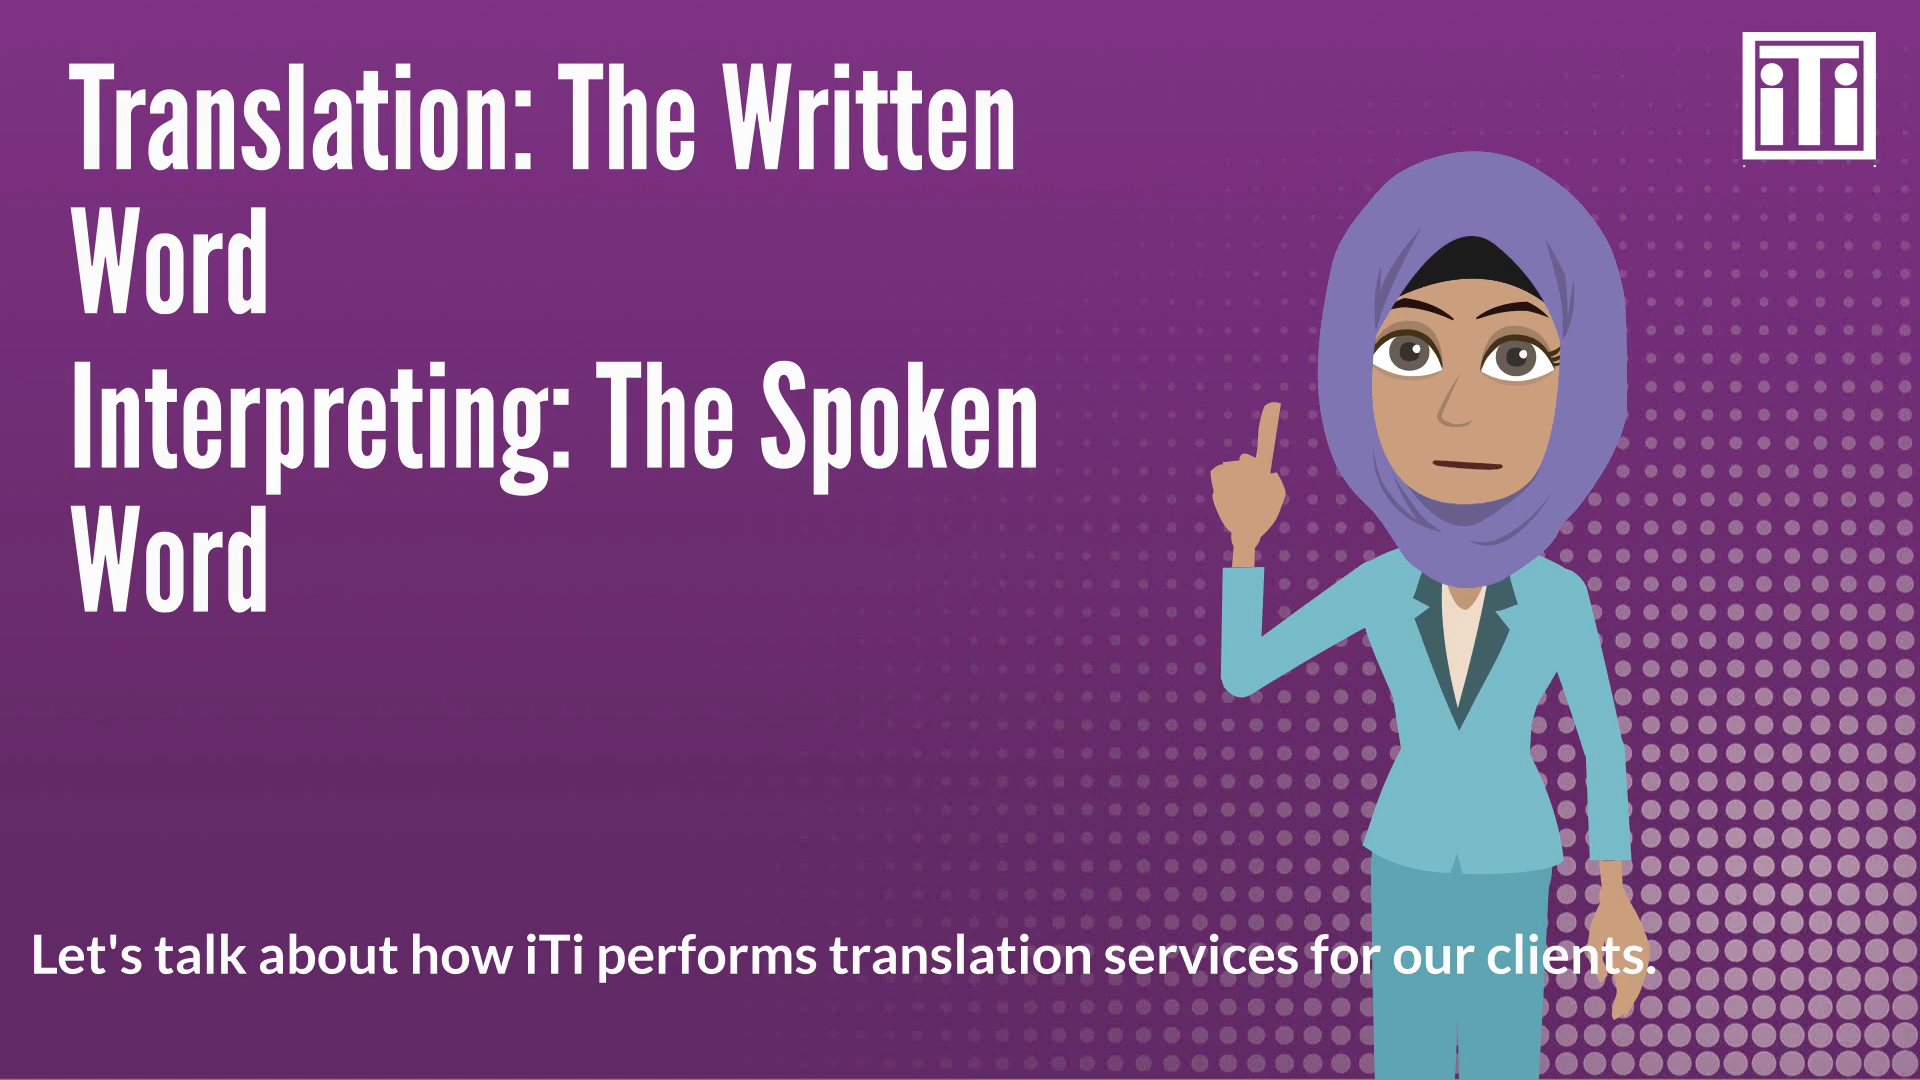 iTi
Translation: The Written
Word
Interpreting: The Spoken
Word
Let's talk about how iTi performs translation services for our clients.